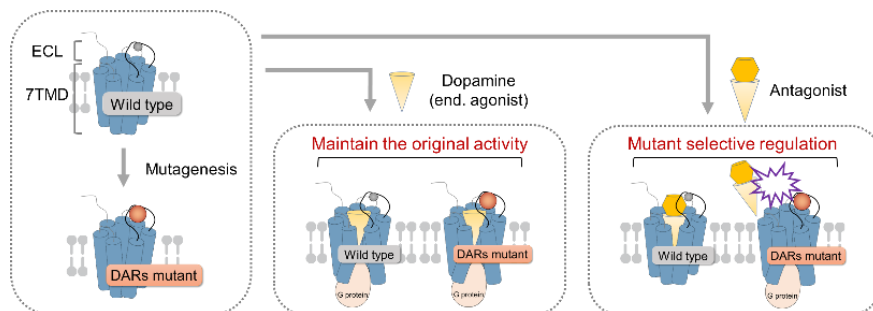 ECL
7TMD
Wild type
Mutagenesis
DARs mutant
Dopamine
(end. agonist)
Maintain the original activity
Wild type
DARs mutant
G protein
G protein
Antagonist
Mutant selective regulation
Wild type
DARs mutant
G protein